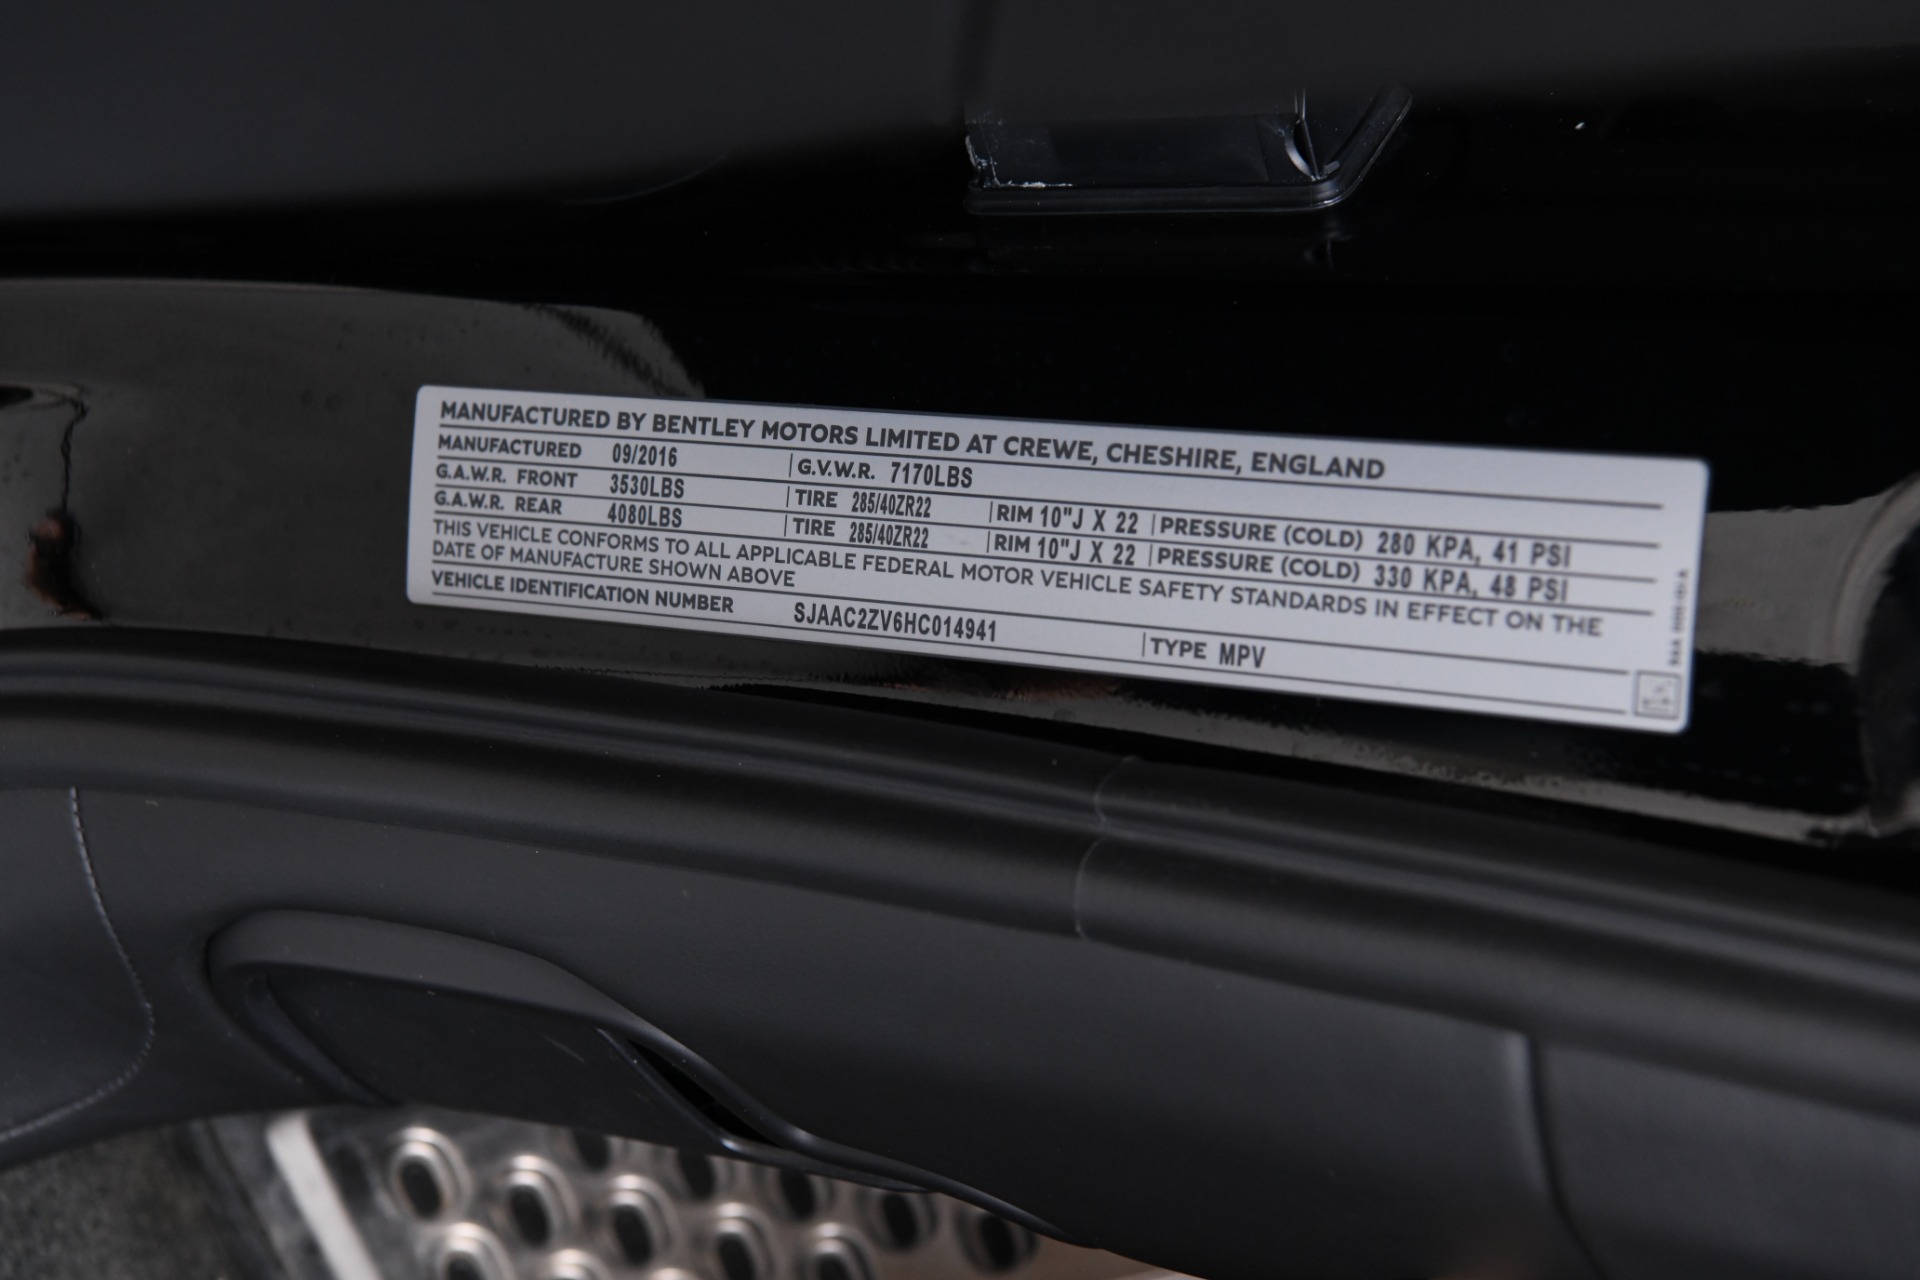 MANUFACTURED BY BENTLEY MOTORS LIMITED AT CREWE, CHESHIRE, ENGLAND
MANUFACTURED 09/2016 G.V.W.R. 7170LBS
G.A.W.R. FRONT 3530LBS TIRE 285/40ZR22 RIM 10"J X 22 PRESSURE (COLD) 280 KPA, 41 PSI
G.A.W.R. REAR 4080LBS TIRE 285/40ZR22 RIM 10"J X 22 PRESSURE (COLD) 330 KPA, 48 PSI
THIS VEHICLE CONFORMS TO ALL APPLICABLE FEDERAL MOTOR VEHICLE SAFETY STANDARDS IN EFFECT ON THE
DATE OF MANUFACTURE SHOWN ABOVE
VEHICLE IDENTIFICATION NUMBER SJAAC2ZV6HC014941 TYPE MPV